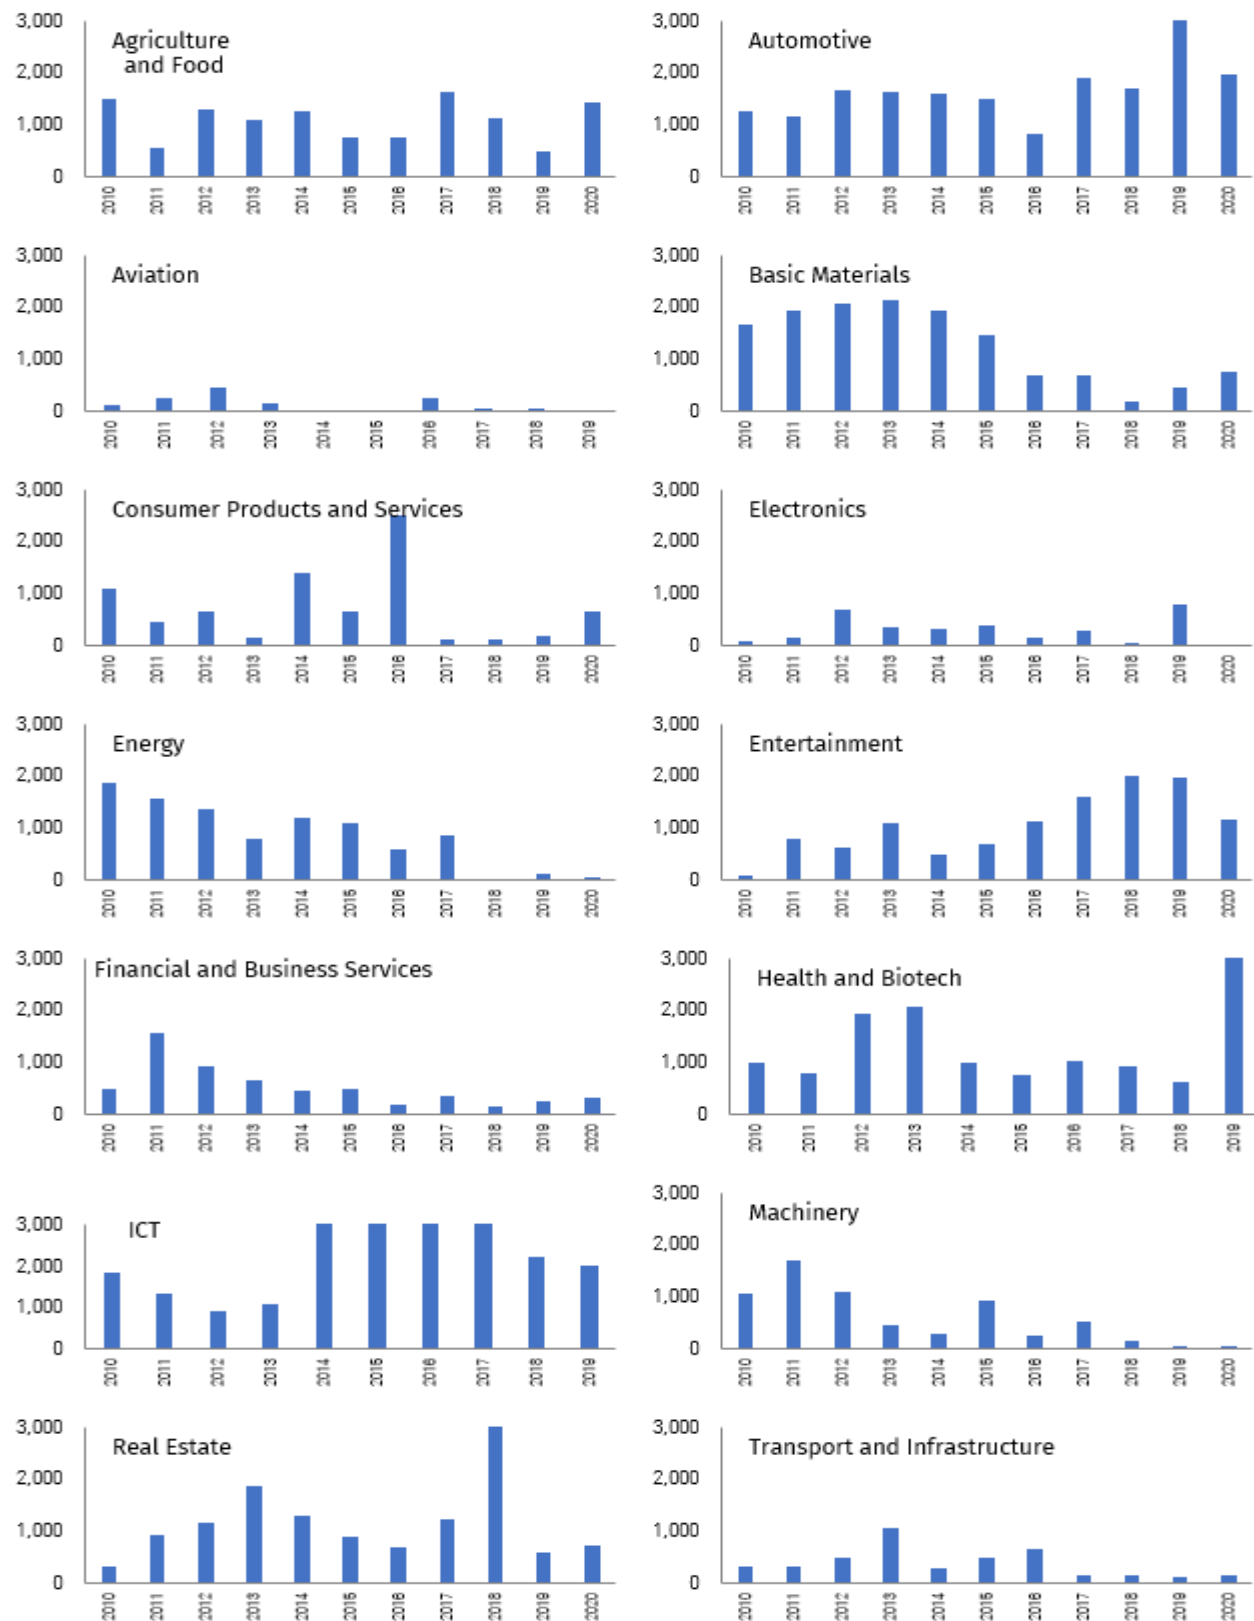 3,000
2,000
1,000
0
Agriculture
and Food
2010 2011 2012 2013 2014 2015 2016 2017 2018 2019 2020
3,000
2,000
1,000
0
Automotive
2010 2011 2012 2013 2014 2015 2016 2017 2018 2019 2020
3,000
2,000
1,000
0
Aviation
2010 2011 2012 2013 2014 2015 2016 2017 2018 2019
3,000
2,000
1,000
0
Basic Materials
2010 2011 2012 2013 2014 2015 2016 2017 2018 2019 2020
3,000
2,000
1,000
0
Consumer Products and Services
2010 2011 2012 2013 2014 2015 2016 2017 2018 2019 2020
3,000
2,000
1,000
0
Electronics
2010 2011 2012 2013 2014 2015 2016 2017 2018 2019 2020
3,000
2,000
1,000
0
Energy
2010 2011 2012 2013 2014 2015 2016 2017 2018 2019 2020
3,000
2,000
1,000
0
Entertainment
2010 2011 2012 2013 2014 2015 2016 2017 2018 2019 2020
3,000
2,000
1,000
0
Financial and Business Services
2010 2011 2012 2013 2014 2015 2016 2017 2018 2019 2020
3,000
2,000
1,000
0
Health and Biotech
2010 2011 2012 2013 2014 2015 2016 2017 2018 2019
3,000
2,000
1,000
0
ICT
2010 2011 2012 2013 2014 2015 2016 2017 2018 2019
3,000
2,000
1,000
0
Machinery
2010 2011 2012 2013 2014 2015 2016 2017 2018 2019 2020
3,000
2,000
1,000
0
Real Estate
2010 2011 2012 2013 2014 2015 2016 2017 2018 2019 2020
3,000
2,000
1,000
0
Transport and Infrastructure
2010 2011 2012 2013 2014 2015 2016 2017 2018 2019 2020